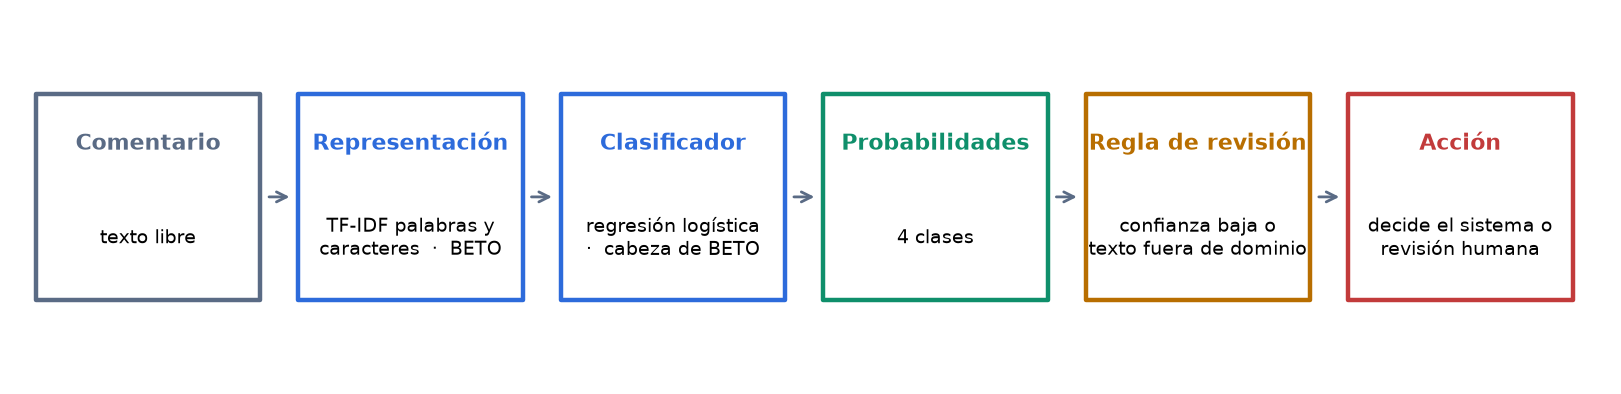 Comentario
texto libre
Representación
TF-IDF palabras y
caracteres · BETO
Clasificador
regresión logística
· cabeza de BETO
Probabilidades
4 clases
Regla de revisión
confianza baja o
texto fuera de dominio
Acción
decide el sistema o
revisión humana